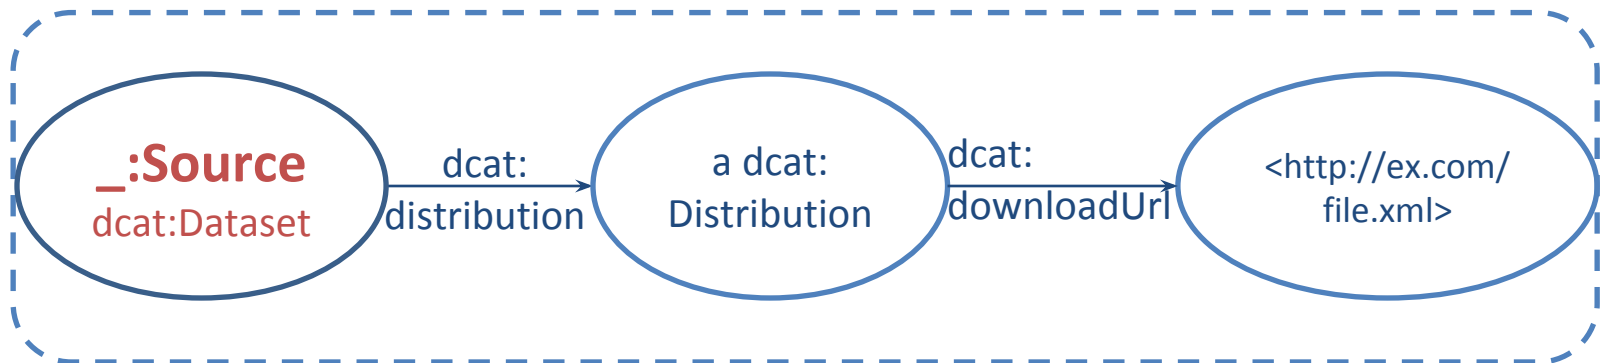 _:Source
dcat:Dataset
dcat:
distribution
a dcat:
Distribution
dcat:
downloadUrl
<http://ex.com/
file.xml>